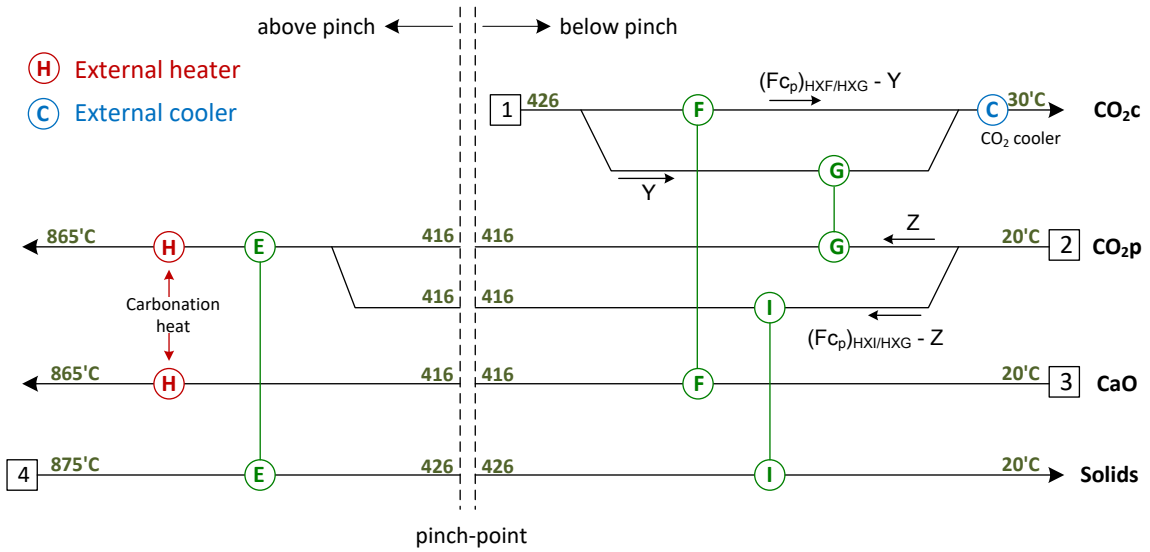 above pinch
below pinch
H External heater
C External cooler
(Fcp)HXF/HXG - Y
1
426
F
C
30'C
CO2c
CO2 cooler
Y
G
865'C
H
E
416
416
G
Z
20'C
2
CO2p
Carbonation
heat
416
416
I
(Fcp)HXI/HXG - Z
865'C
H
416
416
F
20'C
3
CaO
4
875'C
E
426
426
I
20'C
Solids
pinch-point